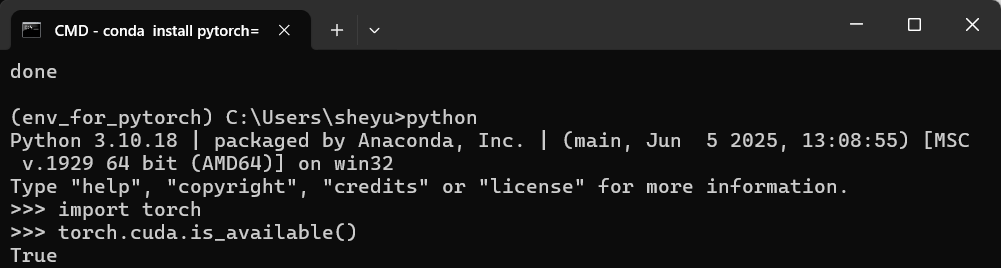 CMD - conda  install pytorch=
done
(env_for_pytorch) C:\Users\sheyu>python
Python 3.10.18 | packaged by Anaconda, Inc. | (main, Jun  5 2025, 13:08:55) [MSC
 v.1929 64 bit (AMD64)] on win32
Type "help", "copyright", "credits" or "license" for more information.
>>> import torch
>>> torch.cuda.is_available()
True